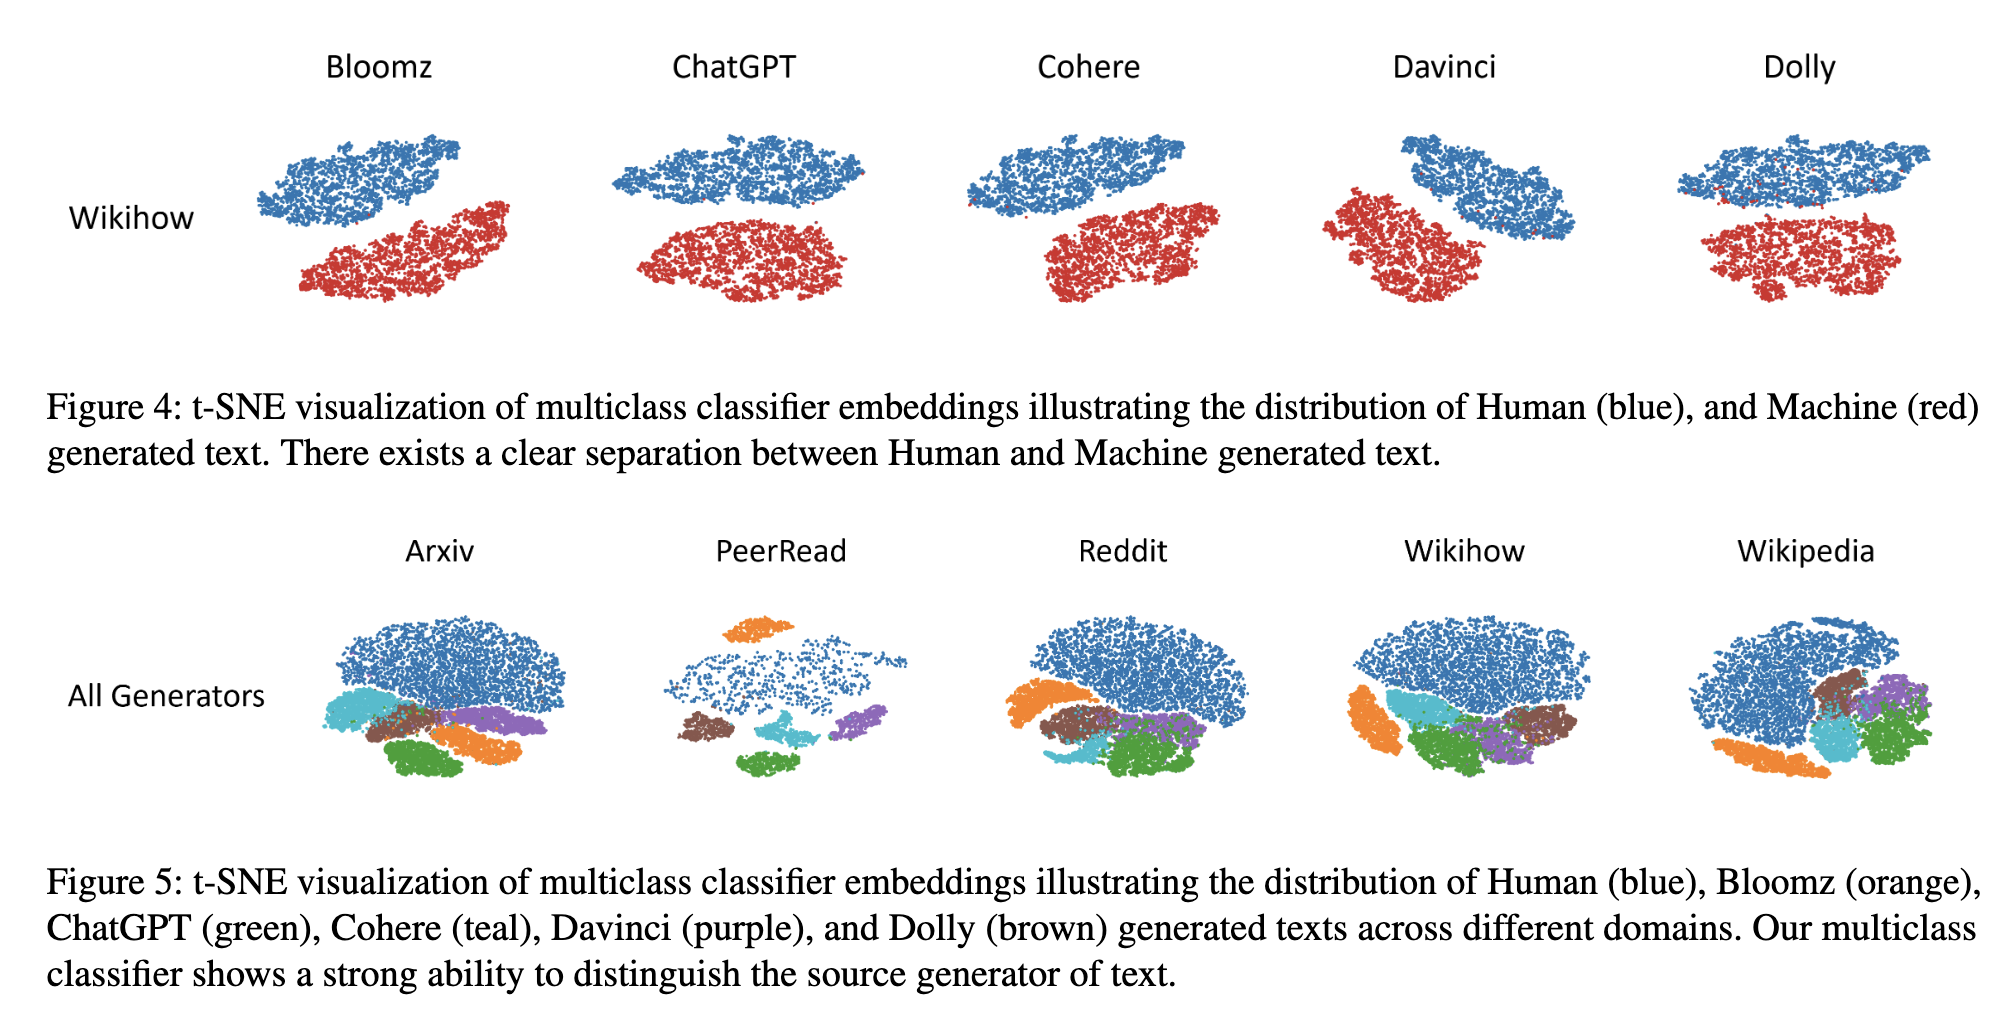 Bloomz ChatGPT Cohere Davinci Dolly
Wikihow
Figure 4: t-SNE visualization of multiclass classifier embeddings illustrating the distribution of Human (blue), and Machine (red)
generated text. There exists a clear separation between Human and Machine generated text.
Arxiv PeerRead Reddit Wikihow Wikipedia
All Generators
Figure 5: t-SNE visualization of multiclass classifier embeddings illustrating the distribution of Human (blue), Bloomz (orange),
ChatGPT (green), Cohere (teal), Davinci (purple), and Dolly (brown) generated texts across different domains. Our multiclass
classifier shows a strong ability to distinguish the source generator of text.